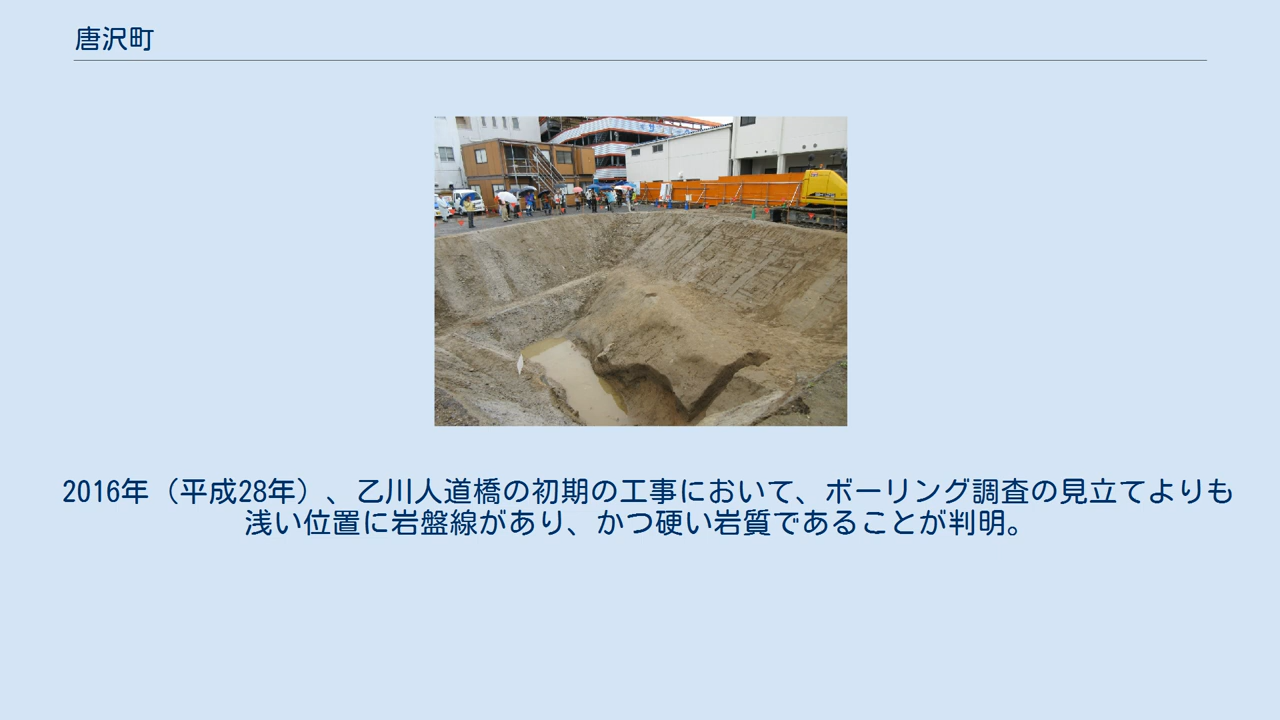 唐沢町
2016年（平成28年）、乙川人道橋の初期の工事において、ボーリング調査の見立てよりも
浅い位置に岩盤線があり、かつ硬い岩質であることが判明。